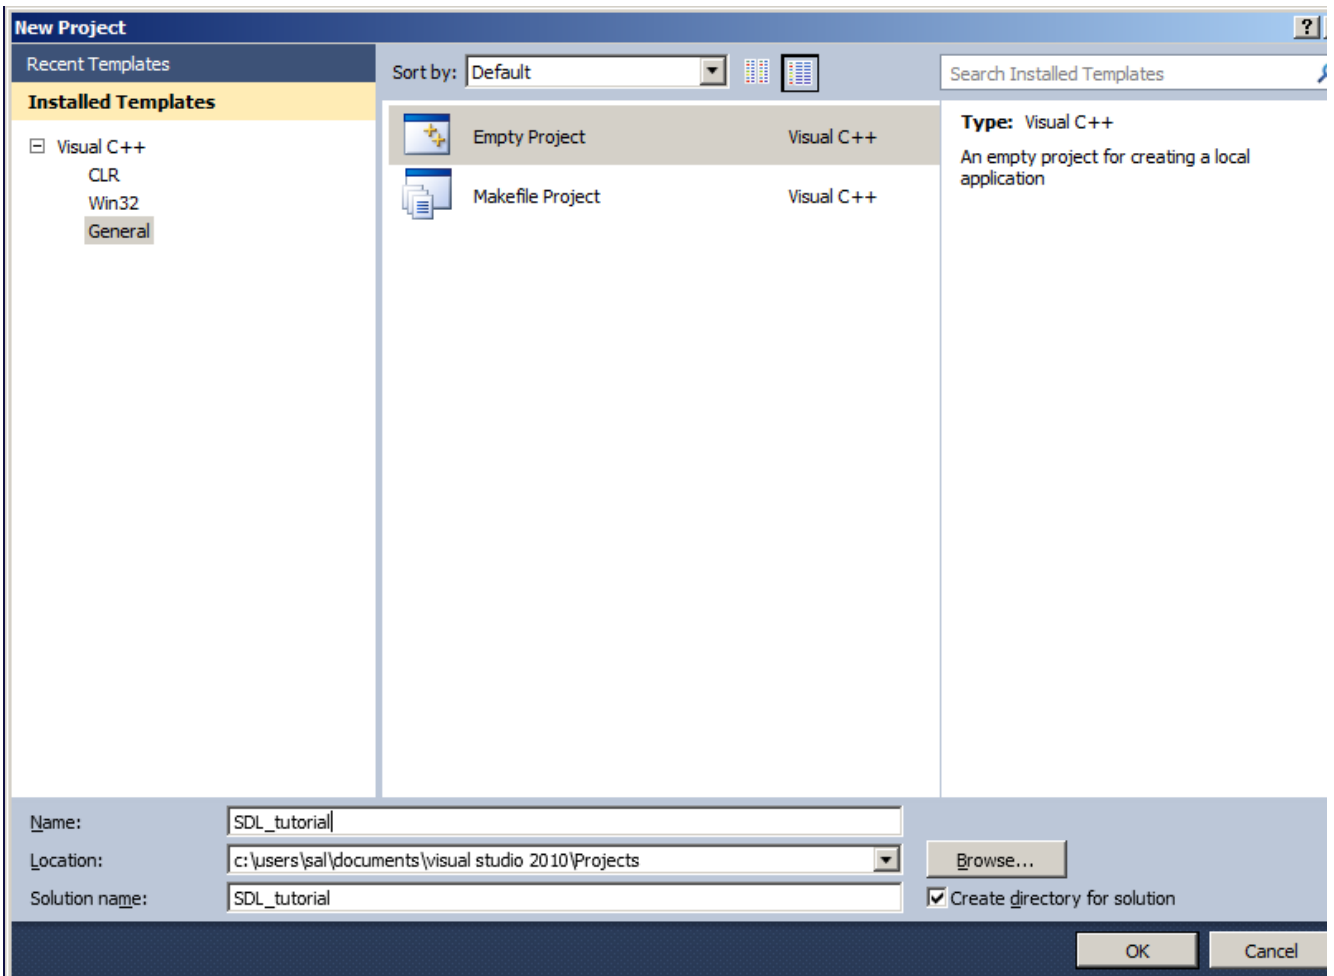 New Project
?
Recent Templates
Installed Templates
Visual C++
CLR
Win32
General
Sort by: Default
Empty Project Visual C++
Makefile Project Visual C++
Search Installed Templates
Type: Visual C++
An empty project for creating a local
application
Name: SDL_tutorial
Location: c:\users\sal\documents\visual studio 2010\Projects
Browse...
Solution name: SDL_tutorial
Create directory for solution
OK Cancel